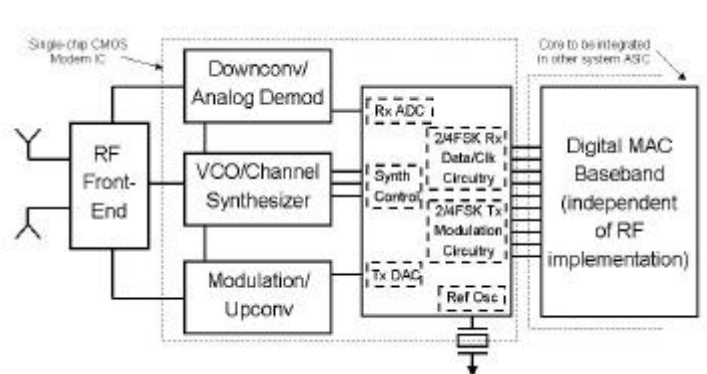 Single-chip CMOS
Modem IC
Core to be integrated
in other system ASIC
Downconv/
Analog Demod
RF
Front-
End
VCO/Channel
Synthesizer
Modulation/
Upconv
Rx ADC
2/4FSK Rx
Data/Clk
Circuitry
Synth
Control
2/4FSK Tx
Modulation
Circuitry
Tx DAC
Ref Osc
Digital MAC
Baseband
(independent
of RF
implementation)